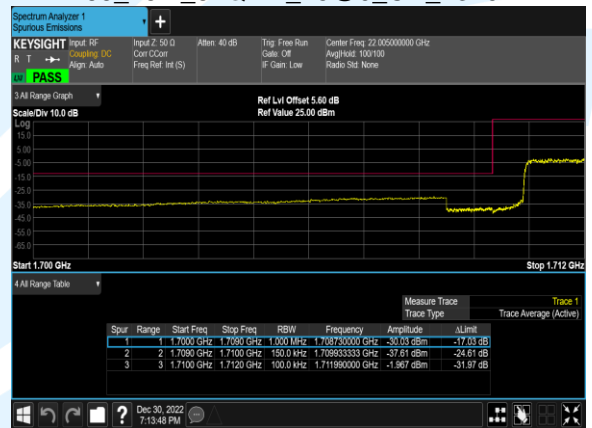 Spectrum Analyzer 1
Spurious Emissions
+
KEYSIGHT Input: RF Input Z: 50 Ω Atten: 40 dB Trig: Free Run Center Freq: 22.005000000 GHz
R T Coupling: DC Corr CCorr Gate: Off Avg|Hold: 100/100
Align: Auto Freq Ref: Int (S) IF Gain: Low Radio Std: None
LW PASS
3 All Range Graph Ref Lvl Offset 5.60 dB
Scale/Div 10.0 dB Ref Value 25.00 dBm
Log
15.0
5.00
-5.00
-15.0
-25.0
-35.0
-45.0
-55.0
-65.0
Start 1.700 GHz Stop 1.712 GHz
4 All Range Table
Measure Trace Trace 1
Trace Type Trace Average (Active)
Spur Range Start Freq Stop Freq RBW Frequency Amplitude ΔLimit
1 1 1.7000 GHz 1.7090 GHz 1.000 MHz 1.708730000 GHz -30.03 dBm -17.03 dB
2 2 1.7090 GHz 1.7100 GHz 150.0 kHz 1.709933333 GHz -37.61 dBm -24.61 dB
3 3 1.7100 GHz 1.7120 GHz 100.0 kHz 1.711990000 GHz -1.967 dBm -31.97 dB
? Dec 30, 2022
7:13:48 PM